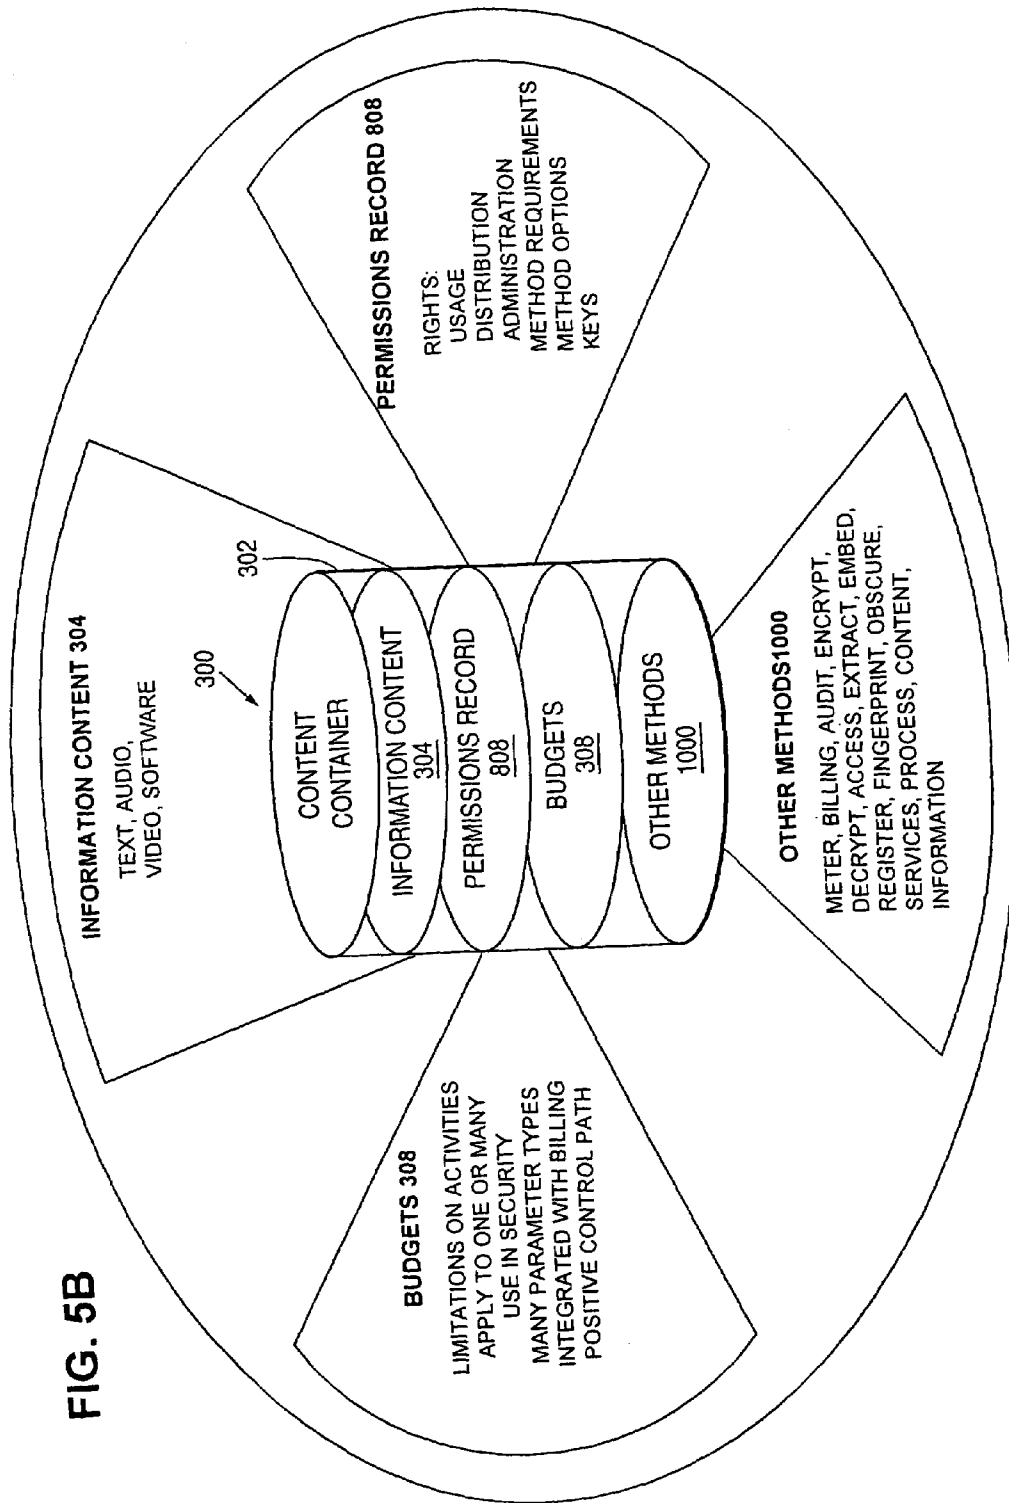 FIG. 5B
INFORMATION CONTENT 304
TEXT, AUDIO,
VIDEO, SOFTWARE
BUDGETS 308
LIMITATIONS ON ACTIVITIES
APPLY TO ONE OR MANY
USE IN SECURITY
MANY PARAMETER TYPES
INTEGRATED WITH BILLING
POSITIVE CONTROL PATH
300
302
CONTENT
CONTAINER
INFORMATION CONTENT
304
PERMISSIONS RECORD
808
BUDGETS
308
OTHER METHODS
1000
PERMISSIONS RECORD 808
RIGHTS:
USAGE
DISTRIBUTION
ADMINISTRATION
METHOD REQUIREMENTS
METHOD OPTIONS
KEYS
OTHER METHODS1000
METER, BILLING, AUDIT, ENCRYPT,
DECRYPT, ACCESS, EXTRACT, EMBED,
REGISTER, FINGERPRINT, OBSCURE,
SERVICES, PROCESS, CONTENT,
INFORMATION